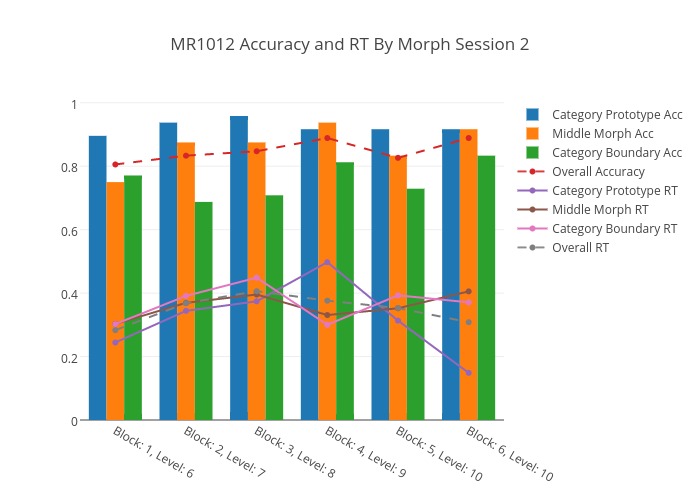 MR1012 Accuracy and RT By Morph Session 2
1
0.8
0.6
0.4
0.2
0
Block: 1, Level: 6
Block: 2, Level: 7
Block: 3, Level: 8
Block: 4, Level: 9
Block: 5, Level: 10
Block: 6, Level: 10
Category Prototype Acc
Middle Morph Acc
Category Boundary Acc
Overall Accuracy
Category Prototype RT
Middle Morph RT
Category Boundary RT
Overall RT